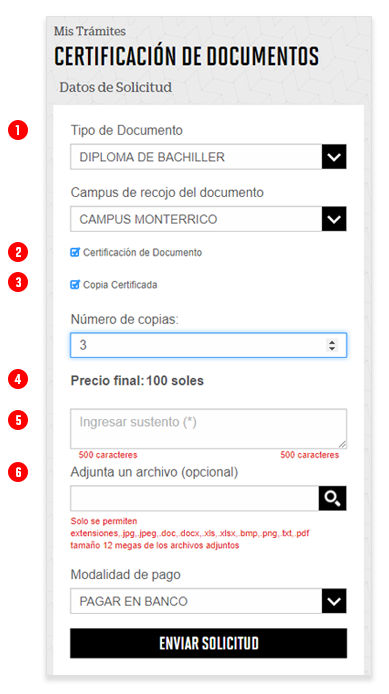 Mis Trámites
CERTIFICACIÓN DE DOCUMENTOS
Datos de Solicitud
1
Tipo de Documento
DIPLOMA DE BACHILLER
Campus de recojo del documento
CAMPUS MONTERRICO
2
Certificación de Documento
3
Copia Certificada
Número de copias:
3
4
Precio final: 100 soles
5
Ingresar sustento (*)
500 caracteres 500 caracteres
6
Adjunta un archivo (opcional)
Solo se permiten
extensiones,.jpg,.jpeg,.doc,.docx,.xls,.xlsx,.bmp,.png,.txt,.pdf
tamaño 12 megas de los archivos adjuntos
Modalidad de pago
PAGAR EN BANCO
ENVIAR SOLICITUD